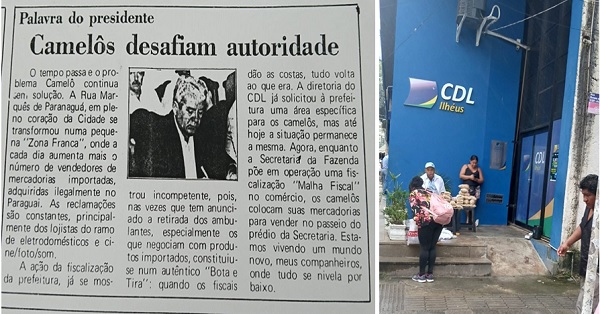 Palavra do presidente
Camelôs desafiam autoridade
O tempo passa e o pro-
blema Camelô continua
sen. solução. A Rua Mar-
quês de Paranaguá, em ple-
no coração da Cidade se
transformou numa peque-
na "Zona Franca", onde a
cada dia aumenta mais o
número de vendedores de
mercadorias importadas,
adquiridas ilegalmente no
Paraguai. As reclamações
são constantes, principal-
mente dos lojistas do ramo
de eletrodomésticos e ci-
ne/foto/som.
A ação da fiscalização
da prefeitura, já se mos-
trou incompetente, pois,
nas vezes que tem anunci-
ado a retirada dos ambu-
lantes, especialmente os
que negociam com produ-
tos importados, constituiu-
se num autêntico "Bota e
Tira": quando os fiscais
dão as costas, tudo volta
ao que era. A diretoria do
CDL já solicitou à prefei-
tura uma área específica
para os camelôs, mas até
hoje a situação permanece
a mesma. Agora, enquanto
a Secretaria da Fazenda
põe em operação uma fis-
calização "Malha Fiscal"
no comércio, os camelôs
colocam suas mercadorias
para vender no passeio do
prédio da Secretaria. Esta-
mos vivendo um mundo
novo, meus companheiros,
onde tudo se nivela por
baixo.
CDL
Ilhéus
CDL